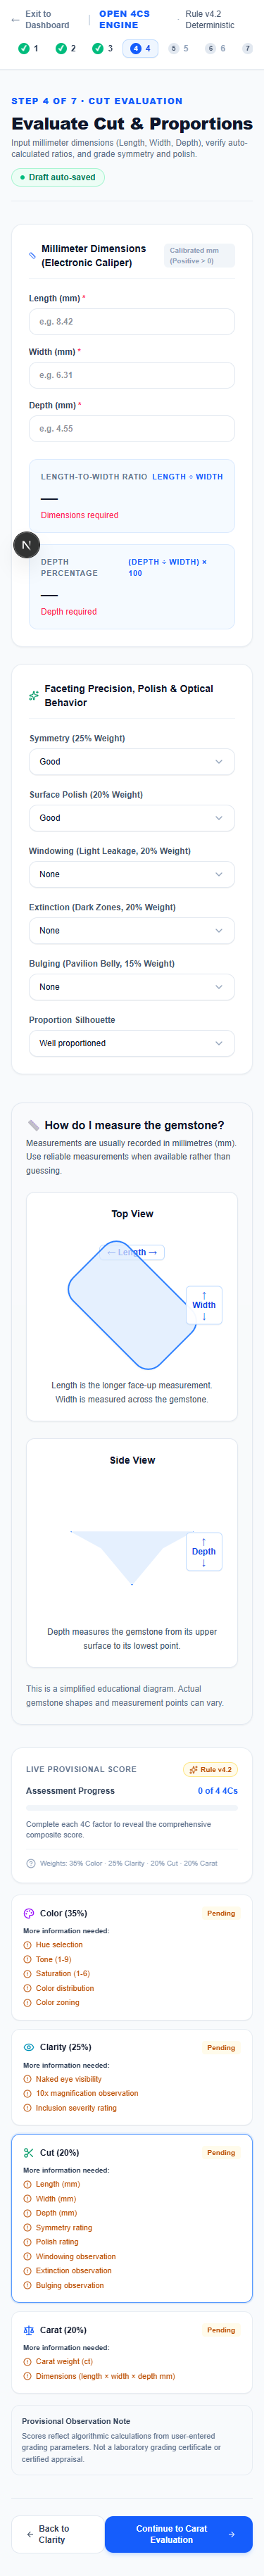 ← Exit to Dashboard
OPEN 4CS ENGINE
· Rule v4.2 Deterministic
1 2 3 4 4 5 5 6 6 7
STEP 4 OF 7 · CUT EVALUATION
Evaluate Cut & Proportions
Input millimeter dimensions (Length, Width, Depth), verify auto-
calculated ratios, and grade symmetry and polish.
Draft auto-saved
Millimeter Dimensions
(Electronic Caliper)
Calibrated mm
(Positive > 0)
Length (mm) *
e.g. 8.42
Width (mm) *
e.g. 6.31
Depth (mm) *
e.g. 4.55
LENGTH-TO-WIDTH RATIO LENGTH ÷ WIDTH
—
Dimensions required
N
DEPTH
PERCENTAGE
(DEPTH ÷ WIDTH) ×
100
—
Depth required
Faceting Precision, Polish & Optical
Behavior
Symmetry (25% Weight)
Good
Surface Polish (20% Weight)
Good
Windowing (Light Leakage, 20% Weight)
None
Extinction (Dark Zones, 20% Weight)
None
Bulging (Pavilion Belly, 15% Weight)
None
Proportion Silhouette
Well proportioned
How do I measure the gemstone?
Measurements are usually recorded in millimetres (mm).
Use reliable measurements when available rather than
guessing.
Top View
← Length →
↑
Width
↓
Length is the longer face-up measurement.
Width is measured across the gemstone.
Side View
↑
Depth
↓
Depth measures the gemstone from its upper
surface to its lowest point.
This is a simplified educational diagram. Actual
gemstone shapes and measurement points can vary.
LIVE PROVISIONAL SCORE
Rule v4.2
Assessment Progress
0 of 4 4Cs
Complete each 4C factor to reveal the comprehensive
composite score.
Weights: 35% Color · 25% Clarity · 20% Cut · 20% Carat
Color (35%)
Pending
More information needed:
Hue selection
Tone (1-9)
Saturation (1-6)
Color distribution
Color zoning
Clarity (25%)
Pending
More information needed:
Naked eye visibility
10x magnification observation
Inclusion severity rating
Cut (20%)
Pending
More information needed:
Length (mm)
Width (mm)
Depth (mm)
Symmetry rating
Polish rating
Windowing observation
Extinction observation
Bulging observation
Carat (20%)
Pending
More information needed:
Carat weight (ct)
Dimensions (length × width × depth mm)
Provisional Observation Note
Scores reflect algorithmic calculations from user-entered
grading parameters. Not a laboratory grading certificate or
certified appraisal.
← Back to
Clarity
Continue to Carat
Evaluation →